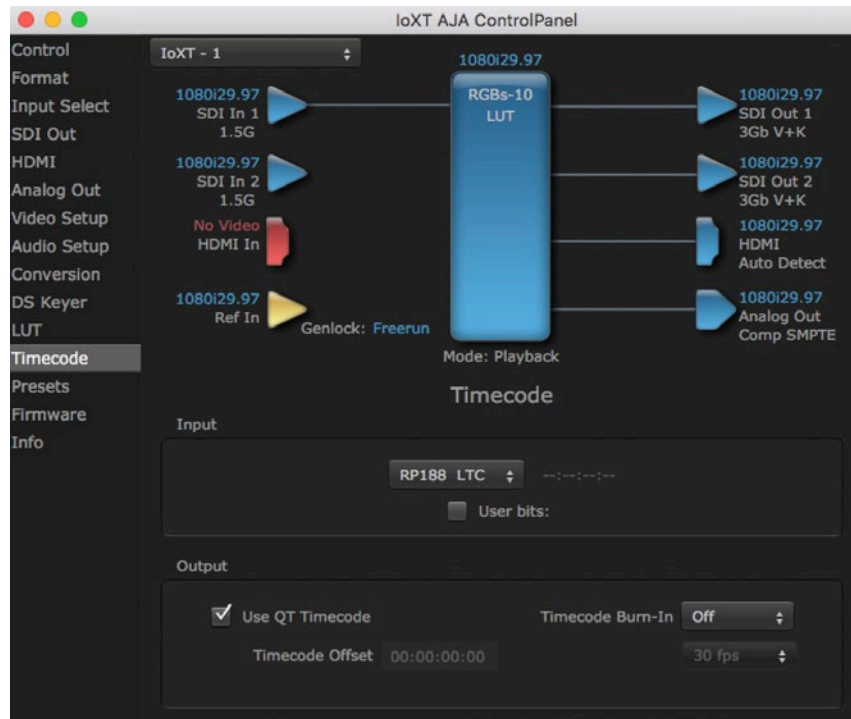 IoXT AJA ControlPanel
Control
Format
Input Select
SDI Out
HDMI
Analog Out
Video Setup
Audio Setup
Conversion
DS Keyer
LUT
Timecode
Presets
Firmware
Info
IoXT - 1
1080i29.97
RGBs-10
LUT
1080i29.97
SDI In 1
1.5G
1080i29.97
SDI In 2
1.5G
No Video
HDMI In
1080i29.97
Ref In
Genlock: Freerun
1080i29.97
SDI Out 1
3Gb V+K
1080i29.97
SDI Out 2
3Gb V+K
1080i29.97
HDMI
Auto Detect
1080i29.97
Analog Out
Comp SMPTE
Mode: Playback
Timecode
Input
RP188 LTC --:--:--:--
User bits:
Output
Use QT Timecode
Timecode Burn-In Off
Timecode Offset 00:00:00:00
30 fps